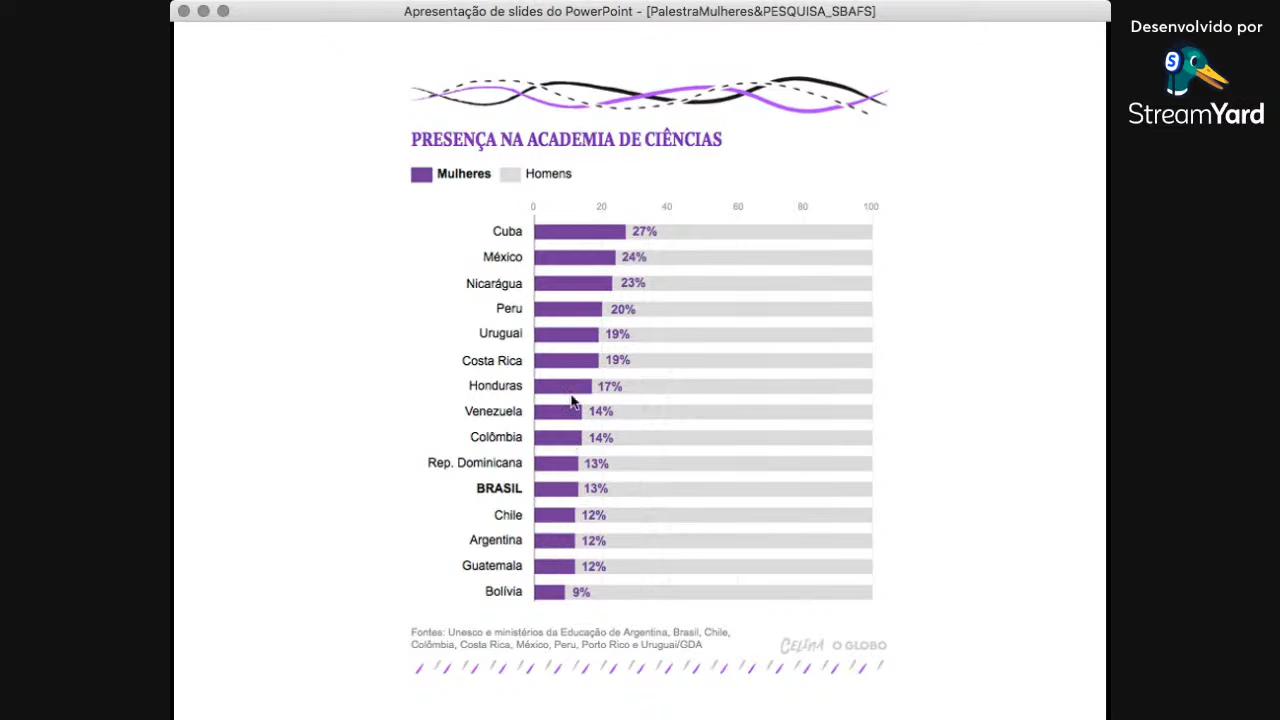 Apresentação de slides do PowerPoint - [PalestraMulheres&PESQUISA_SBAFS]
Desenvolvido por
S
StreamYard
PRESENÇA NA ACADEMIA DE CIÊNCIAS
Mulheres Homens
0 20 40 60 80 100
Cuba 27%
México 24%
Nicarágua 23%
Peru 20%
Uruguai 19%
Costa Rica 19%
Honduras 17%
Venezuela 14%
Colômbia 14%
Rep. Dominicana 13%
BRASIL 13%
Chile 12%
Argentina 12%
Guatemala 12%
Bolívia 9%
Fontes: Unesco e ministérios da Educação de Argentina, Brasil, Chile,
Colômbia, Costa Rica, México, Peru, Porto Rico e Uruguai/GDA
CELINA O GLOBO